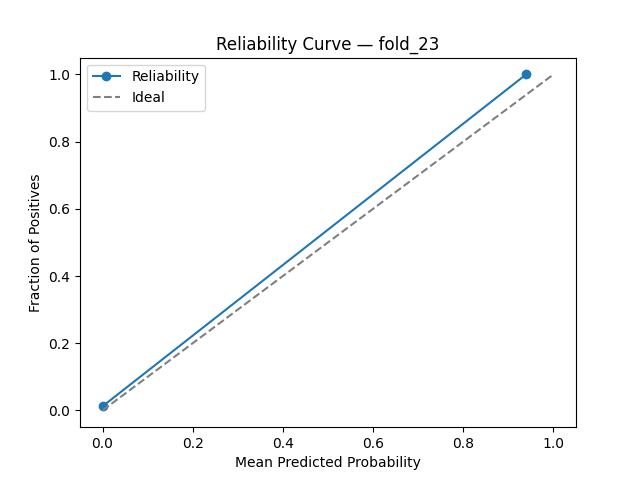 Reliability Curve — fold_23
Reliability
Ideal
1.0
0.8
0.6
0.4
0.2
0.0
Fraction of Positives
0.0 0.2 0.4 0.6 0.8 1.0
Mean Predicted Probability